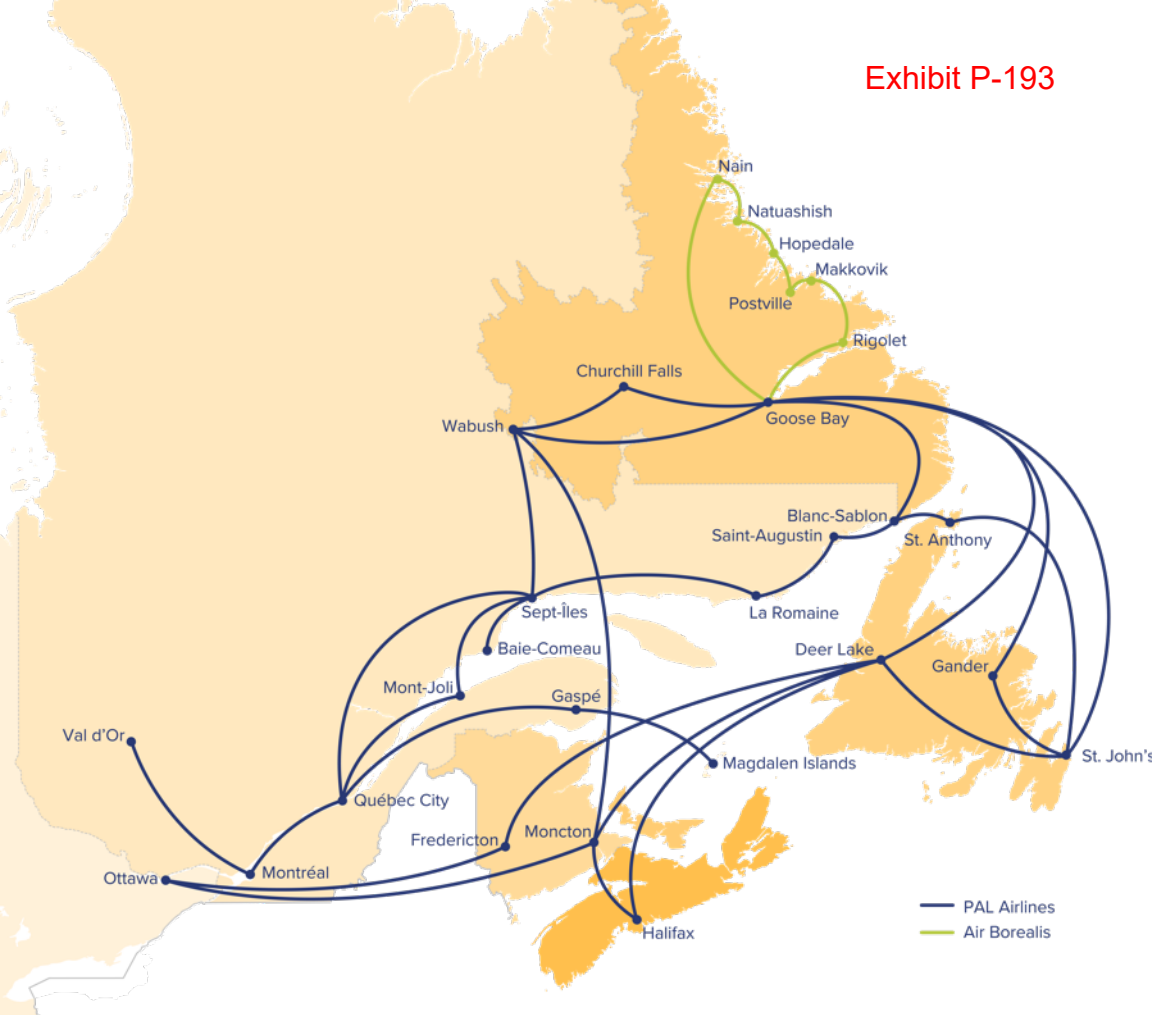 Exhibit P-193
Nain
Natuashish
Hopedale
Makkovik
Postville
Rigolet
Churchill Falls
Goose Bay
Wabush
Blanc-Sablon
Saint-Augustin
St. Anthony
Sept-Îles
La Romaine
Baie-Comeau
Deer Lake
Gander
Mont-Joli
Gaspé
Val d'Or
Magdalen Islands
St. John's
Québec City
Fredericton
Moncton
Montréal
Ottawa
Halifax
PAL Airlines
Air Borealis